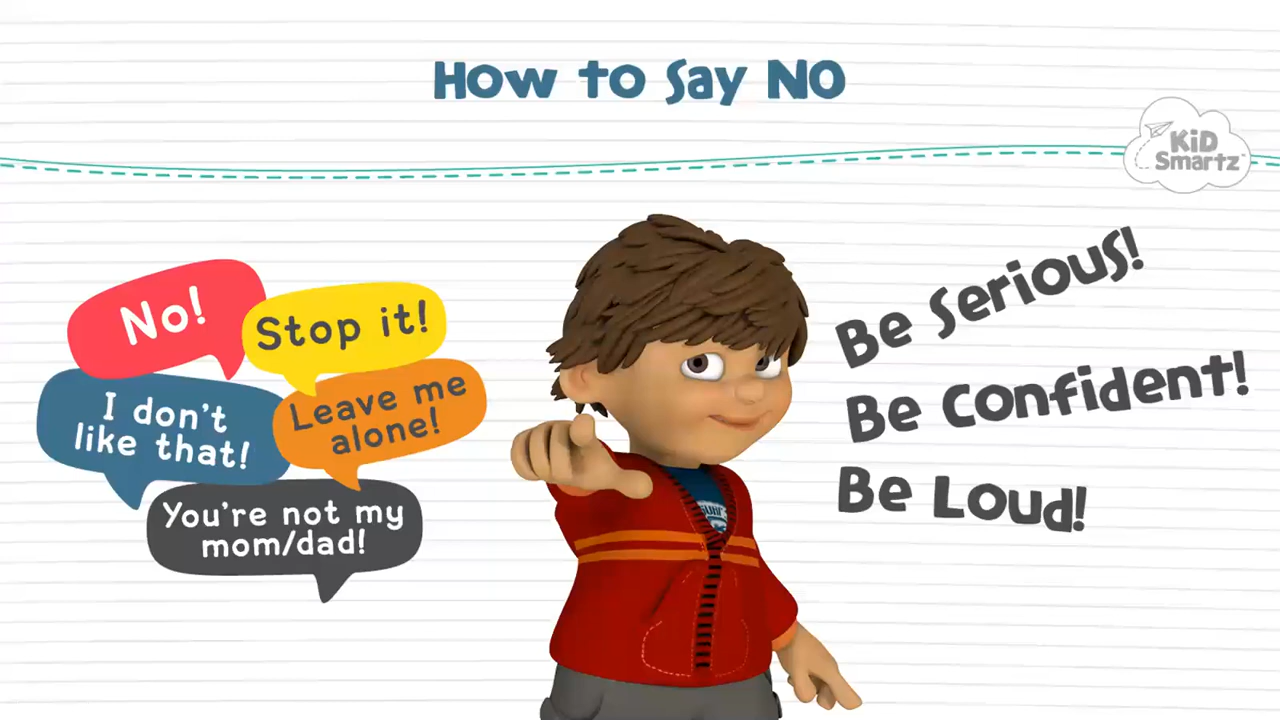 How to Say NO
KiD
Smartz™
No!
Stop it!
I don't
like that!
Leave me
alone!
You're not my
mom/dad!
Be Serious!
Be Confident!
Be Loud!